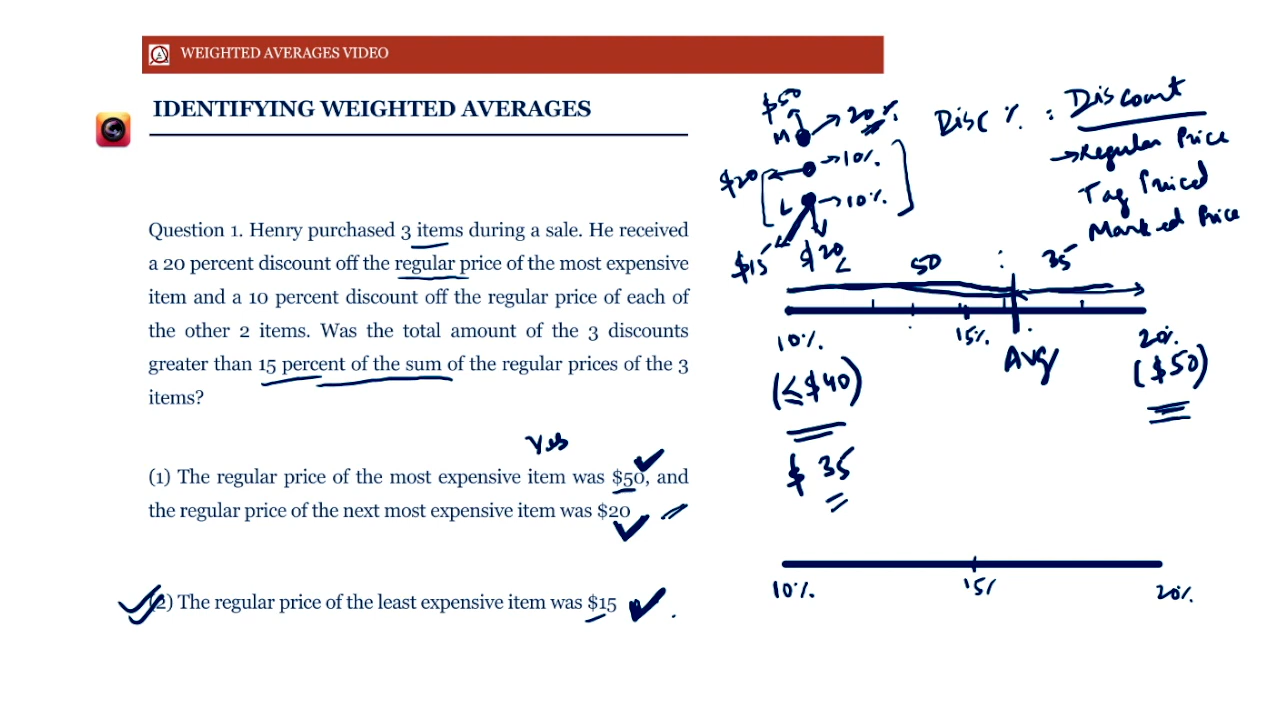 WEIGHTED AVERAGES VIDEO
IDENTIFYING WEIGHTED AVERAGES
Question 1. Henry purchased 3 items during a sale. He received
a 20 percent discount off the regular price of the most expensive
item and a 10 percent discount off the regular price of each of
the other 2 items. Was the total amount of the 3 discounts
greater than 15 percent of the sum of the regular prices of the 3
items?
Yes
(1) The regular price of the most expensive item was $50, and
the regular price of the next most expensive item was $20
(2) The regular price of the least expensive item was $15
$50
M 20%
$20 10%
L 10%
$15 $20
L
Disc % : Discount
Regular Price
Tag Priced
Marked Price
50 35
10% 15% 20%
Avg
(≤$40) ($50)
$ 35
10% 15% 20%